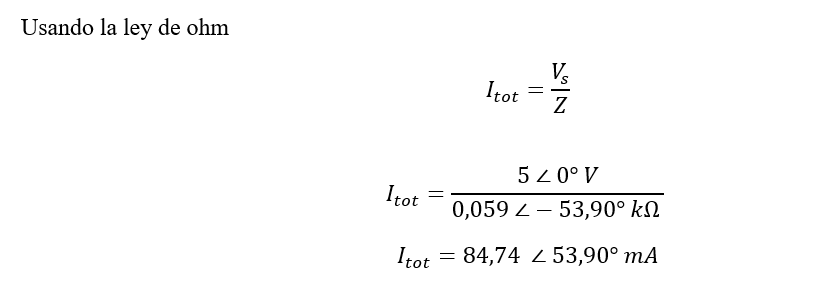 Usando la ley de ohm
I_tot = V_s / Z
I_tot = 5 ∠ 0° V / 0,059 ∠ − 53,90° kΩ
I_tot = 84,74 ∠ 53,90° mA